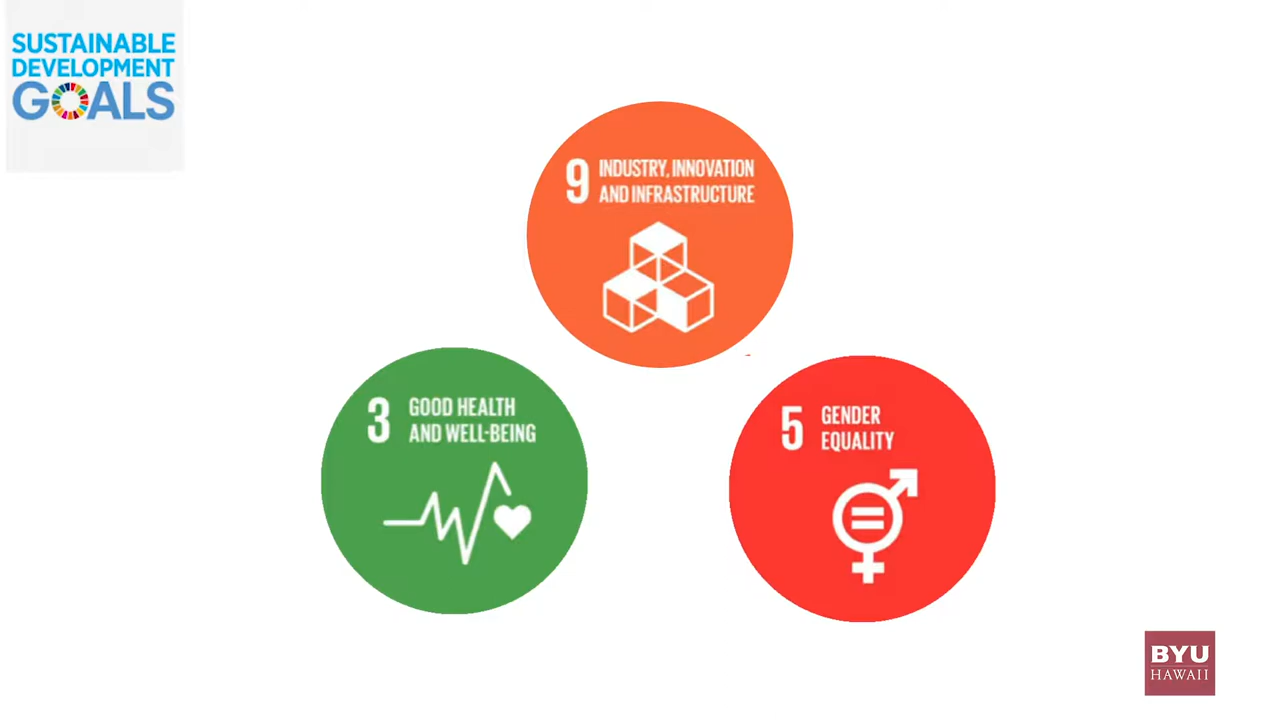 SUSTAINABLE
DEVELOPMENT
GOALS
9 INDUSTRY, INNOVATION
AND INFRASTRUCTURE
3 GOOD HEALTH
AND WELL-BEING
5 GENDER
EQUALITY
BYU
HAWAII